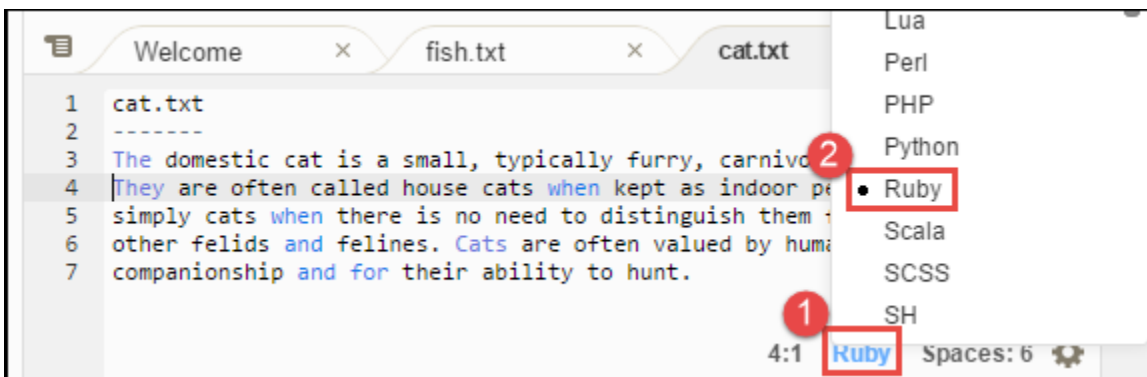 Welcome × fish.txt × cat.txt
1 cat.txt
2 -------
3 The domestic cat is a small, typically furry,
4 They are often called house cats when kept as indoor
5 simply cats when there is no need to distinguish them
6 other felids and felines. Cats are often valued by
7 companionship and for their ability to hunt.
Lua
Perl
PHP
Python
2
• Ruby
Scala
SCSS
SH
1
4:1 Ruby Spaces: 6